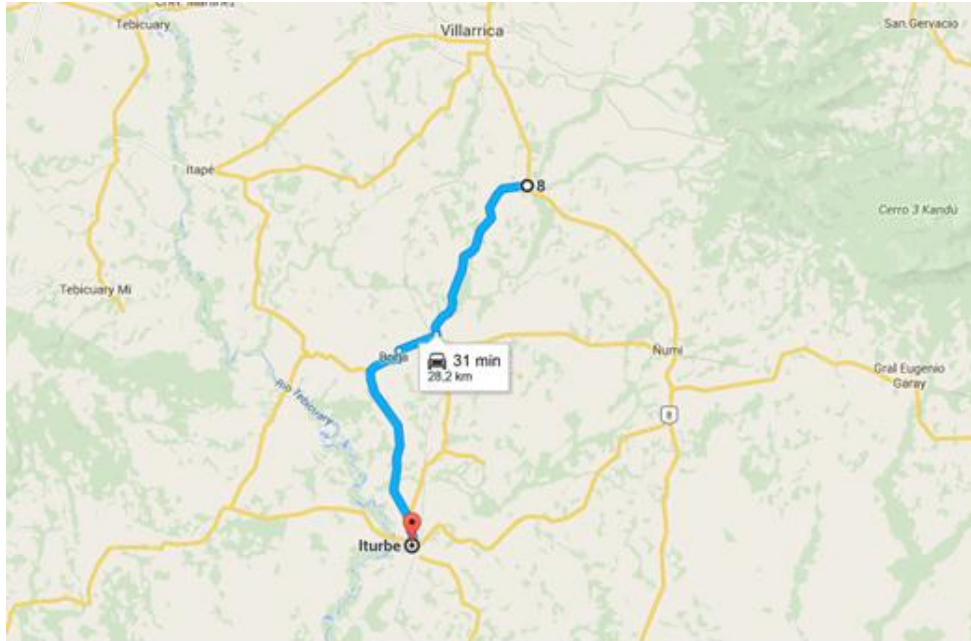 Tebicuary
Villarrica
San Gervacio
Itapé
8
Cerro 3 Kandú
Tebicuary Mi
Borja
31 min
28,2 km
Ñumi
Gral Eugenio
Garay
Río Tebicuary
8
Iturbe